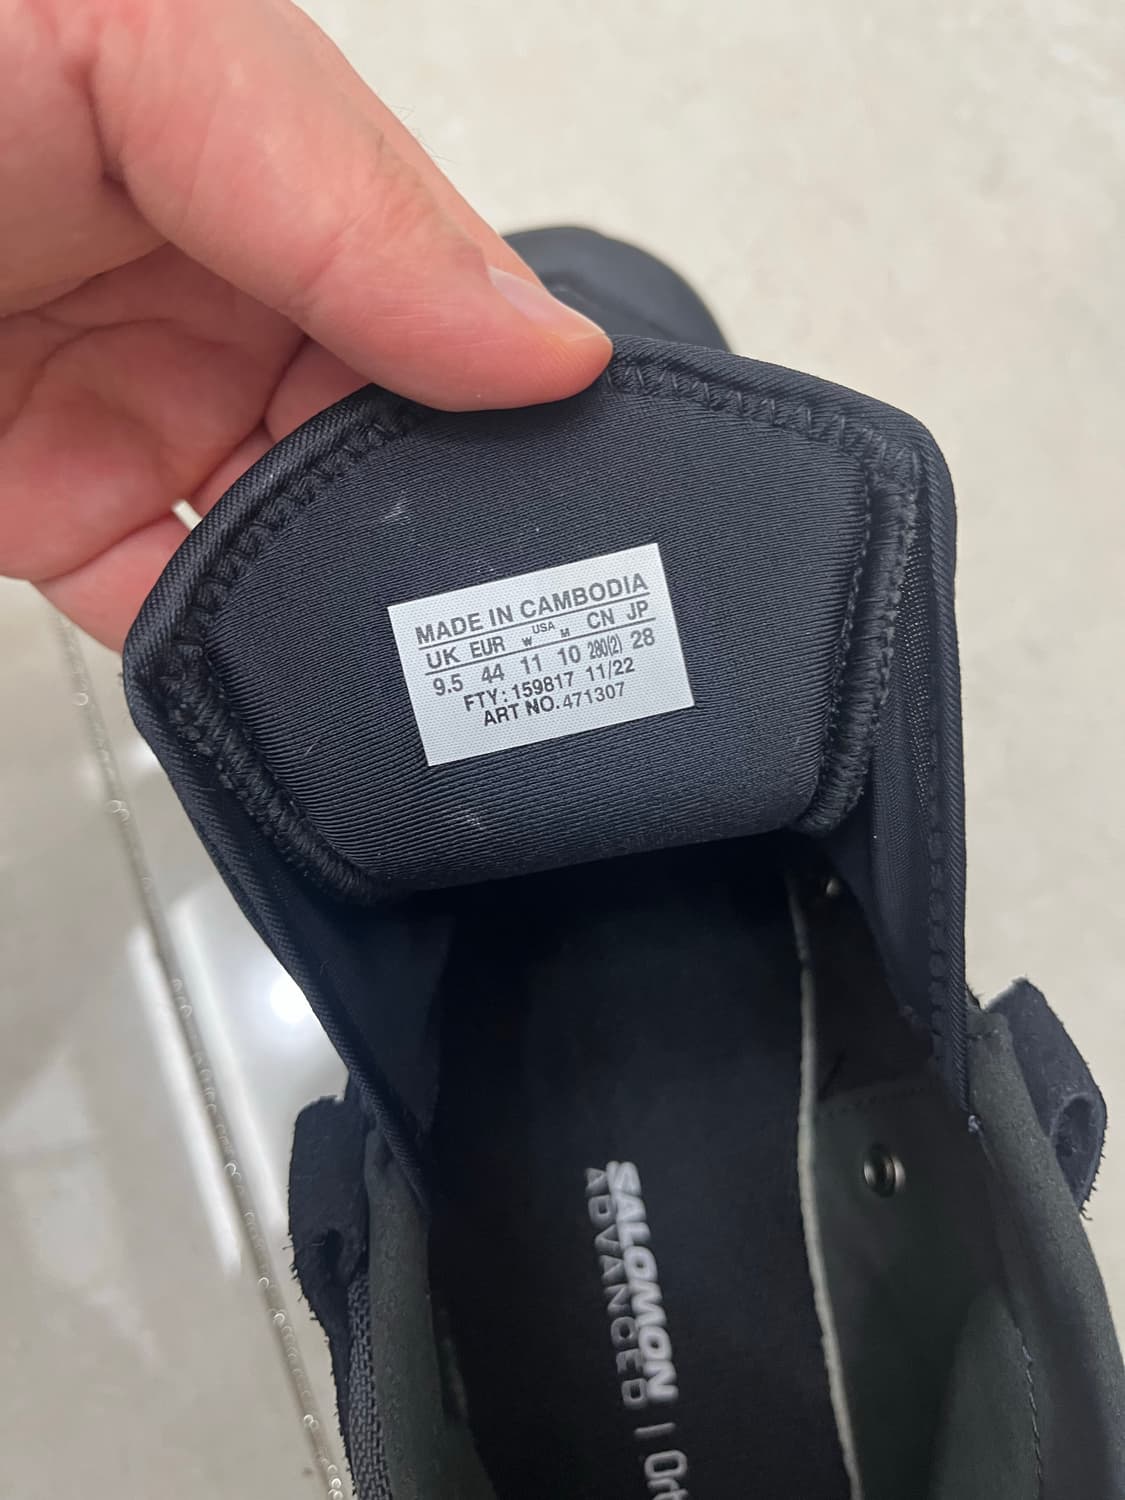 MADE IN CAMBODIA
UK EUR W USA M CN JP
9.5 44 11 10 280(2) 28
FTY: 159817 11/22
ART NO. 471307
SALOMON
ADVANCED | Ort